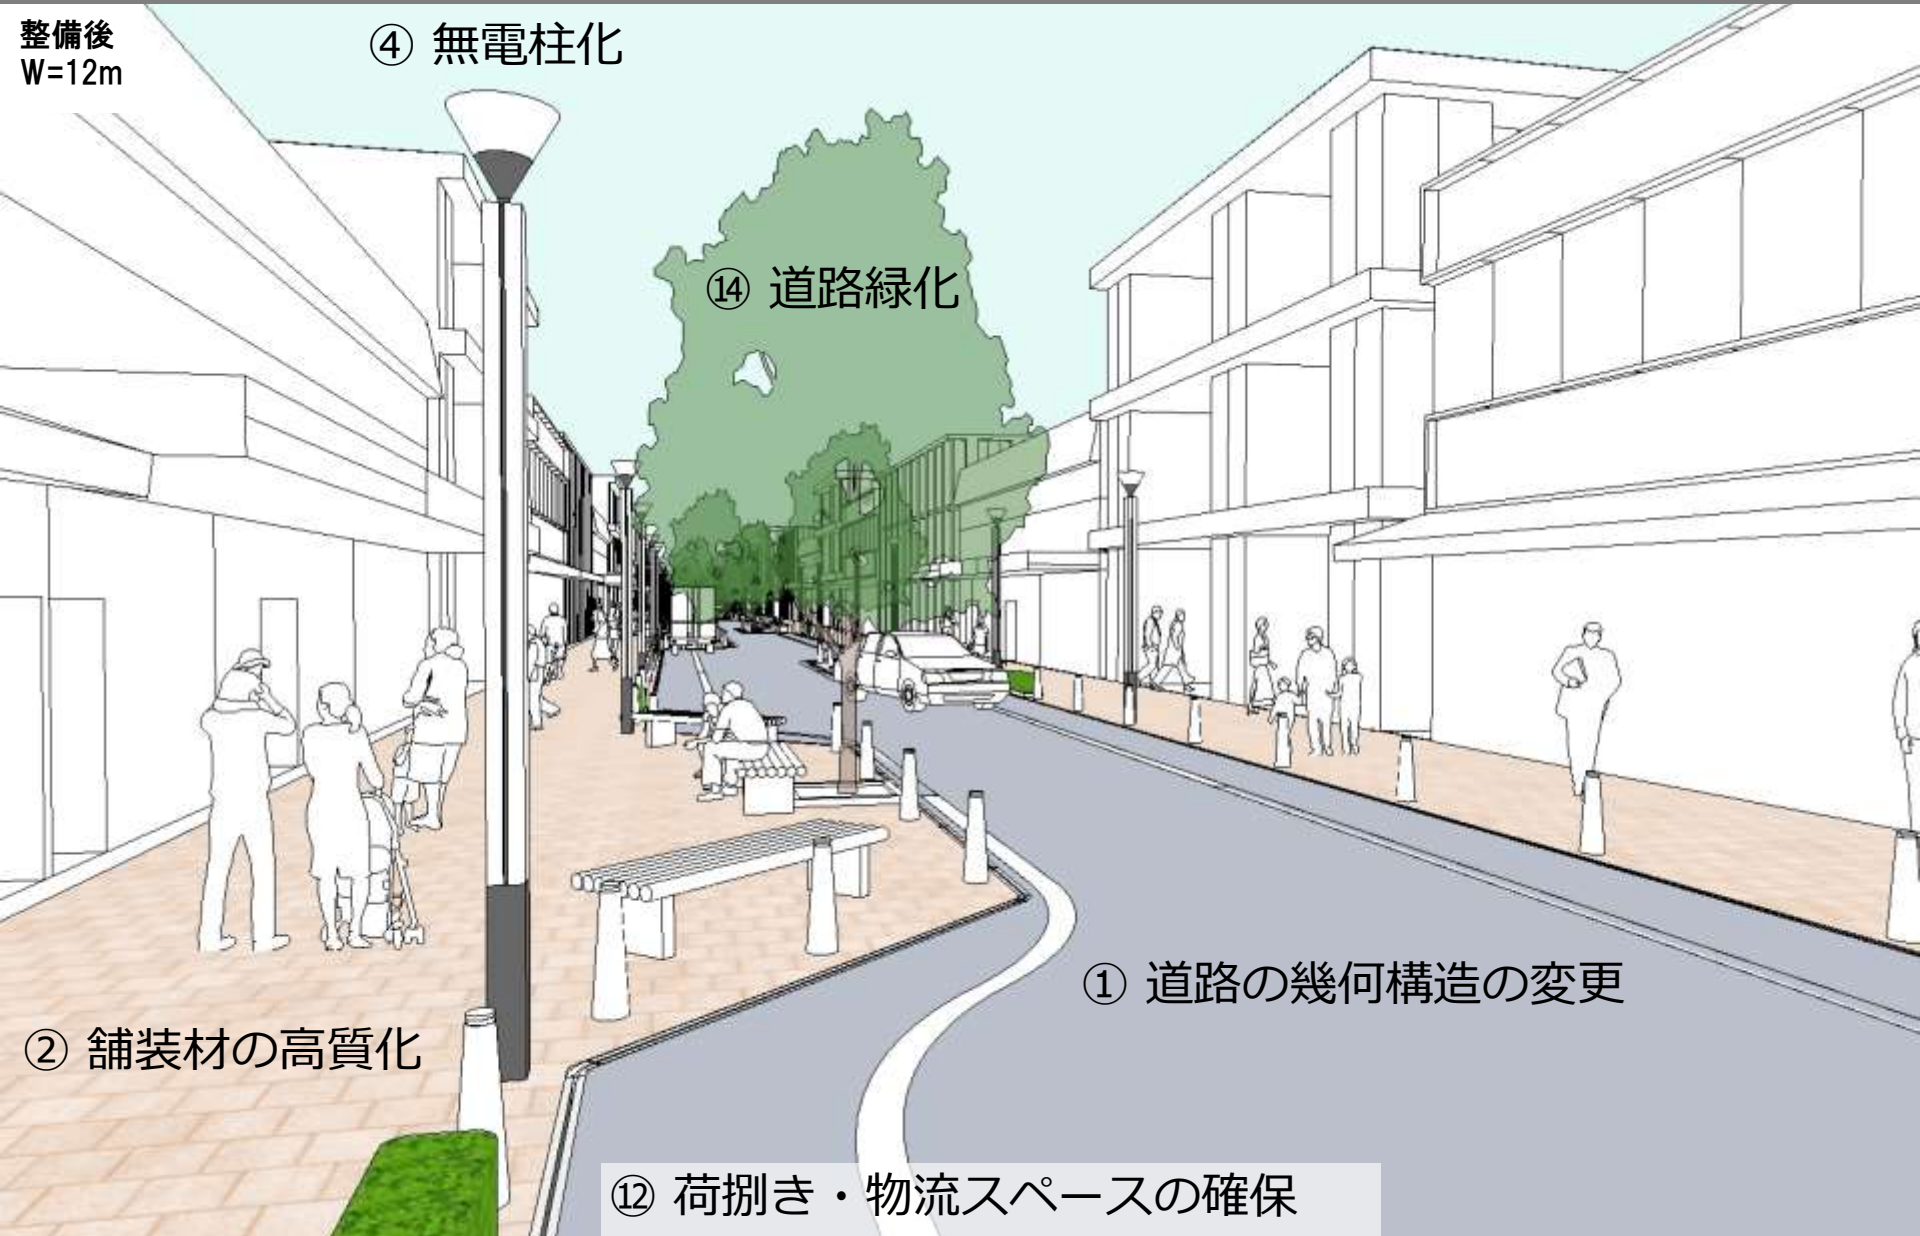 整備後
W=12m
④ 無電柱化
⑭ 道路緑化
① 道路の幾何構造の変更
② 舗装材の高質化
⑫ 荷捌き・物流スペースの確保